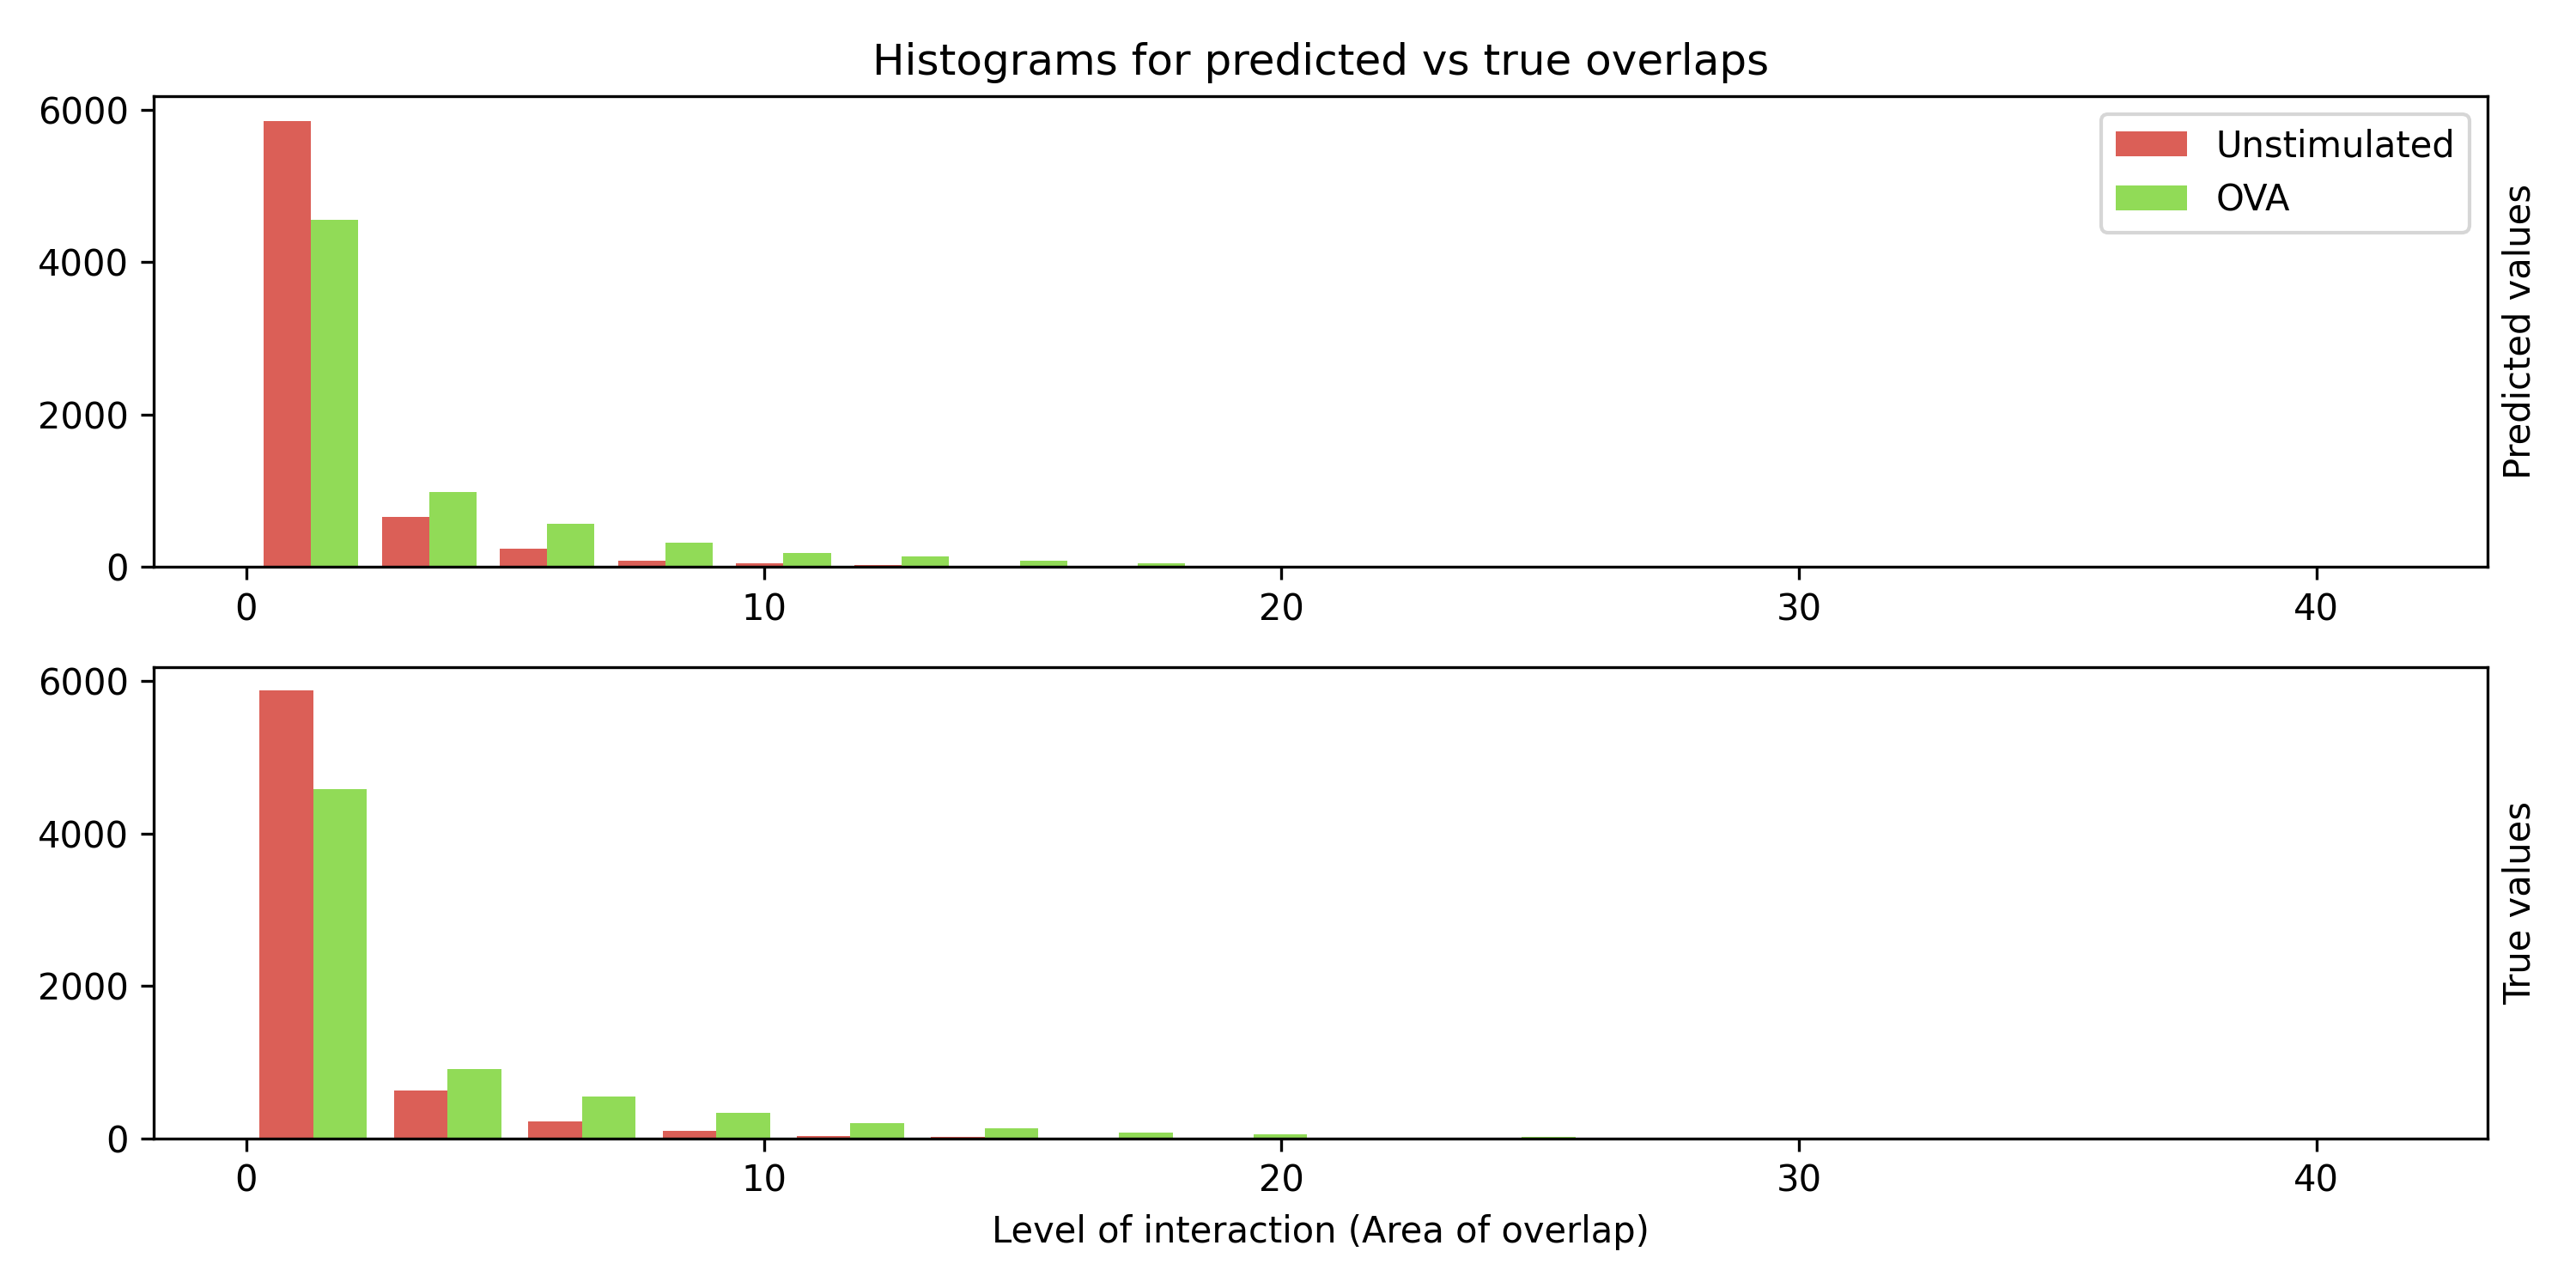 Histograms for predicted vs true overlaps
6000
4000
2000
0
0 10 20 30 40
Unstimulated
OVA
Predicted values
6000
4000
2000
0
0 10 20 30 40
True values
Level of interaction (Area of overlap)